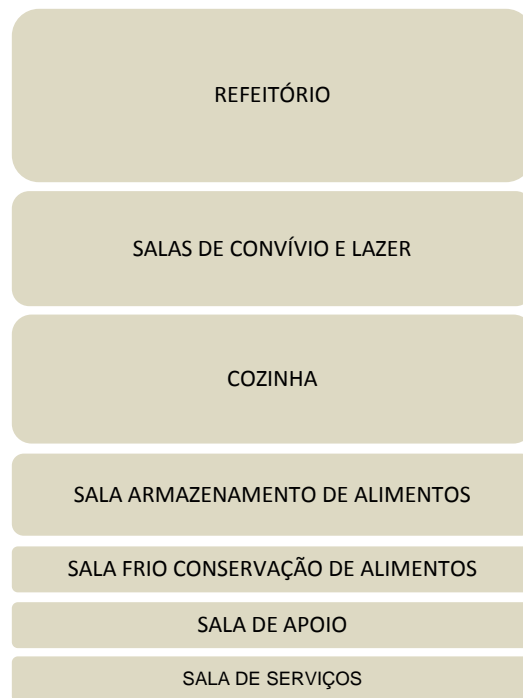 REFEITÓRIO
SALAS DE CONVÍVIO E LAZER
COZINHA
SALA ARMAZENAMENTO DE ALIMENTOS
SALA FRIO CONSERVAÇÃO DE ALIMENTOS
SALA DE APOIO
SALA DE SERVIÇOS